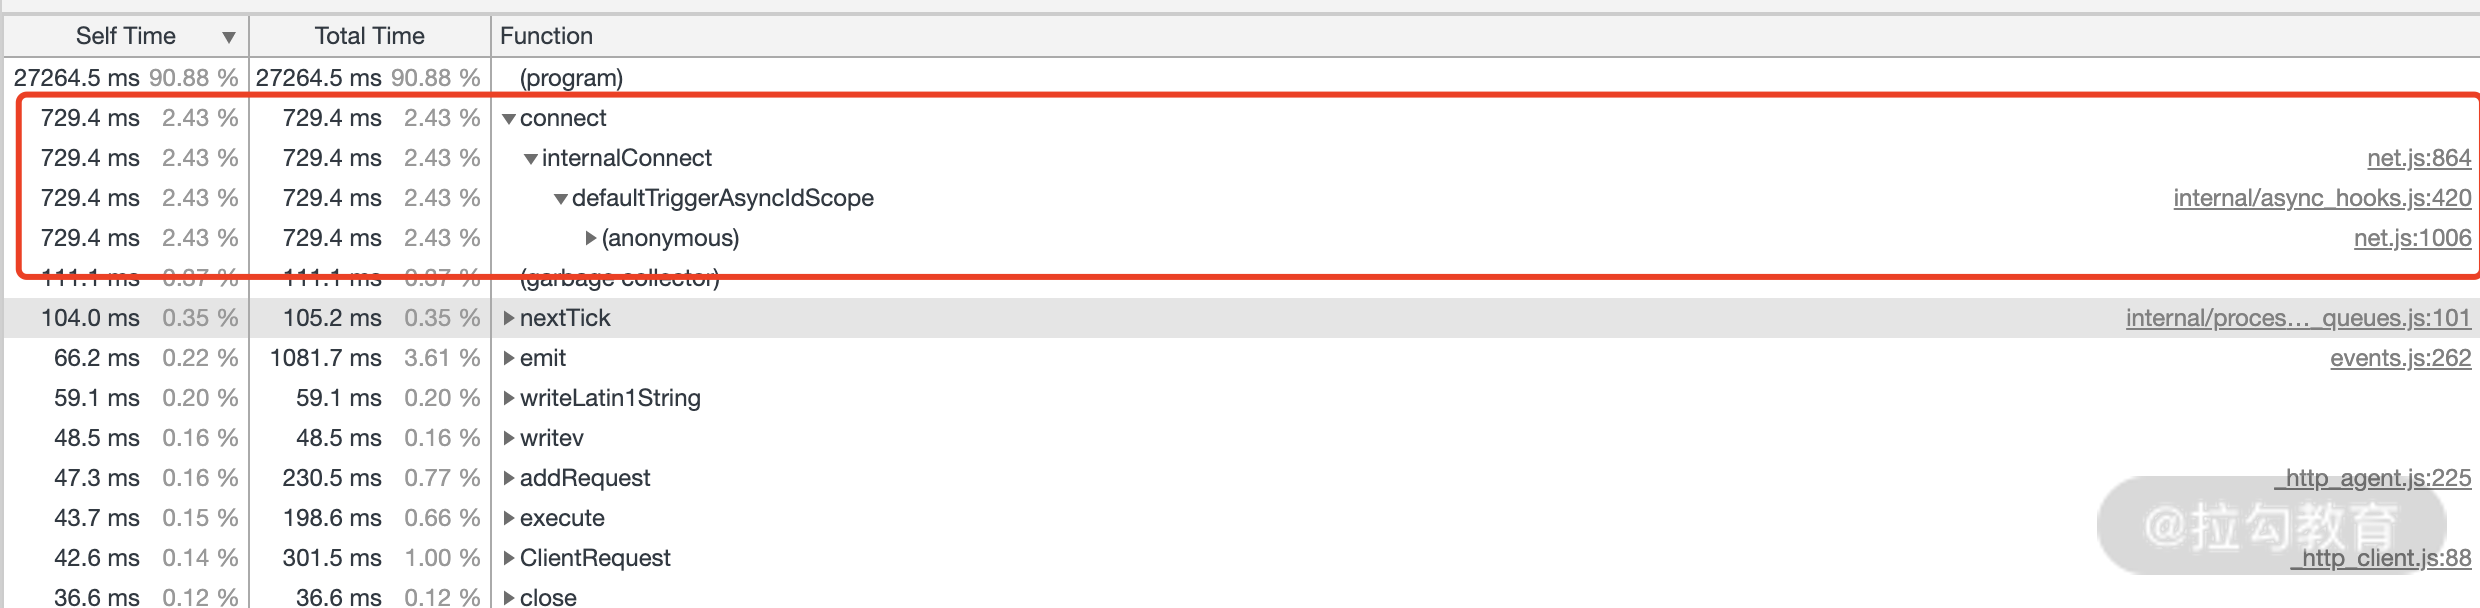 Self Time ▼ Total Time Function
27264.5 ms 90.88 % 27264.5 ms 90.88 % (program)
729.4 ms 2.43 % 729.4 ms 2.43 % ▼connect
729.4 ms 2.43 % 729.4 ms 2.43 % ▼internalConnect net.js:864
729.4 ms 2.43 % 729.4 ms 2.43 % ▼defaultTriggerAsyncIdScope internal/async_hooks.js:420
729.4 ms 2.43 % 729.4 ms 2.43 % ▶(anonymous) net.js:1006
111.1 ms 0.37 % 111.1 ms 0.37 % (garbage collector)
104.0 ms 0.35 % 105.2 ms 0.35 % ▶nextTick internal/proces…_queues.js:101
66.2 ms 0.22 % 1081.7 ms 3.61 % ▶emit events.js:262
59.1 ms 0.20 % 59.1 ms 0.20 % ▶writeLatin1String
48.5 ms 0.16 % 48.5 ms 0.16 % ▶writev
47.3 ms 0.16 % 230.5 ms 0.77 % ▶addRequest _http_agent.js:225
43.7 ms 0.15 % 198.6 ms 0.66 % ▶execute
@拉勾教育
42.6 ms 0.14 % 301.5 ms 1.00 % ▶ClientRequest _http_client.js:88
36.6 ms 0.12 % 36.6 ms 0.12 % ▶close